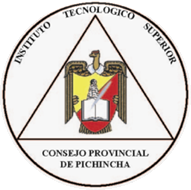 INSTITUTO TECNOLOGICO SUPERIOR
CONSEJO PROVINCIAL
DE PICHINCHA